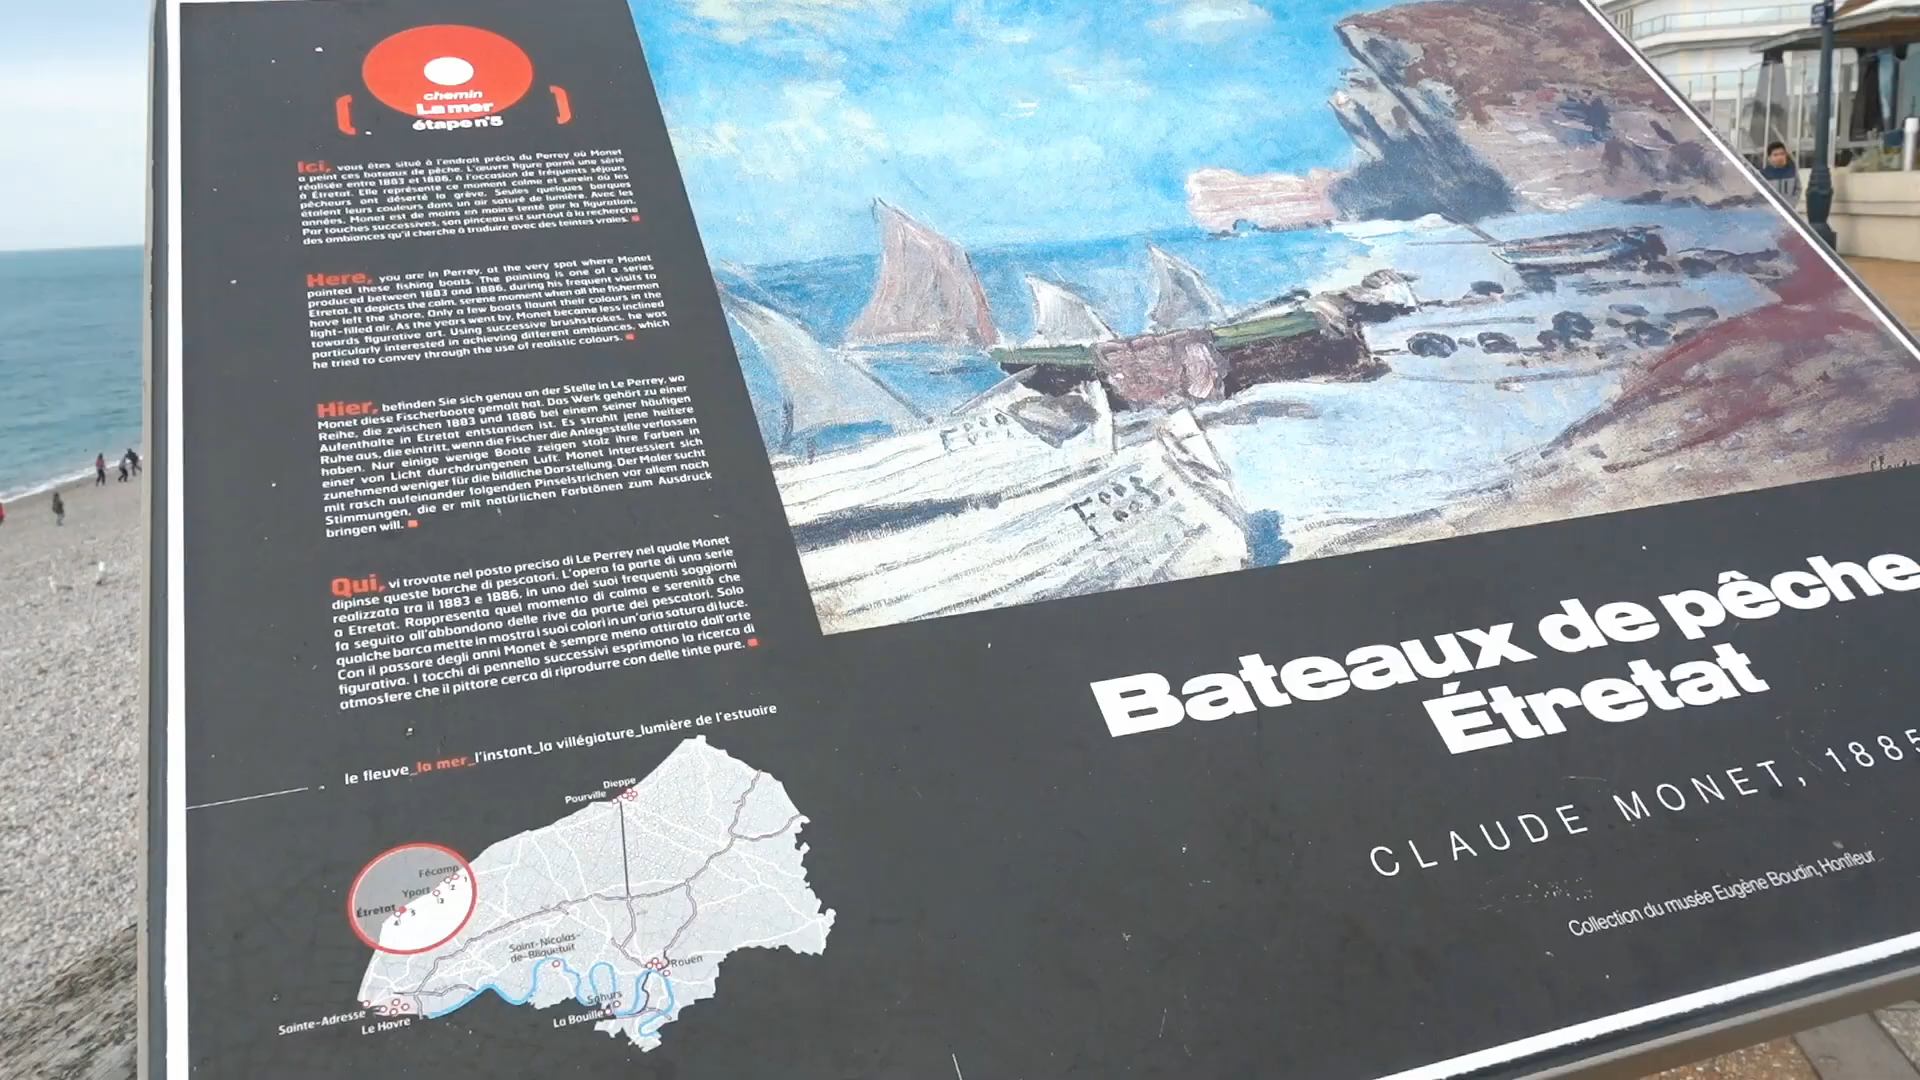 chemin
La mer
étape n°5
Ici, vous êtes situé à l'endroit précis du Perrey où Monet
a peint ces bateaux de pêche. L'œuvre figure parmi une série
réalisée entre 1883 et 1886, à l'occasion de fréquents séjours
à Étretat. Elle représente ce moment calme et serein où les
pêcheurs ont déserté la grève. Seules quelques barques
étalent leurs couleurs dans un air saturé de lumière. Avec les
années, Monet est de moins en moins tenté par la figuration.
Par touches successives, son pinceau est surtout à la recherche
des ambiances qu'il cherche à traduire avec des teintes vraies.
Here, you are in Perrey, at the very spot where Monet
painted these fishing boats. The painting is one of a series
produced between 1883 and 1886, during his frequent visits to
Etretat. It depicts the calm, serene moment when all the fishermen
have left the shore. Only a few boats flaunt their colours in the
light-filled air. As the years went by, Monet became less inclined
towards figurative art. Using successive brushstrokes, he was
particularly interested in achieving different ambiances, which
he tried to convey through the use of realistic colours.
Hier, befinden Sie sich genau an der Stelle in Le Perrey, wo
Monet diese Fischerboote gemalt hat. Das Werk gehört zu einer
Reihe, die zwischen 1883 und 1886 bei einem seiner häufigen
Aufenthalte in Etretat entstanden ist. Es strahlt jene heitere
Ruhe aus, die eintritt, wenn die Fischer die Anlegestelle verlassen
haben. Nur einige wenige Boote zeigen stolz ihre Farben in
einer von Licht durchdrungenen Luft. Monet interessiert sich
zunehmend weniger für die bildliche Darstellung. Der Maler sucht
mit rasch aufeinander folgenden Pinselstrichen vor allem nach
Stimmungen, die er mit natürlichen Farbtönen zum Ausdruck
bringen will.
Qui, vi trovate nel posto preciso di Le Perrey nel quale Monet
dipinse queste barche di pescatori. L'opera fa parte di una serie
realizzata tra il 1883 e 1886, in uno dei suoi frequenti soggiorni
a Etretat. Rappresenta quel momento di calma e serenità che
fa seguito all'abbandono delle rive da parte dei pescatori. Solo
qualche barca mette in mostra i suoi colori in un'aria satura di luce.
Con il passare degli anni Monet è sempre meno attirato dall'arte
figurativa. I tocchi di pennello successivi esprimono la ricerca di
atmosfere che il pittore cerca di riprodurre con delle tinte pure.
le fleuve_la mer_l'instant_la villégiature_lumière de l'estuaire
Dieppe
Pourville
Fécamp
1
2
Yport
3
Étretat
5
4
Saint-Nicolas-
de-Bliquetuit
Rouen
Sahurs
La Bouille
Sainte-Adresse
Le Havre
Bateaux de pêche
Étretat
CLAUDE MONET, 1885
Collection du musée Eugène Boudin, Honfleur